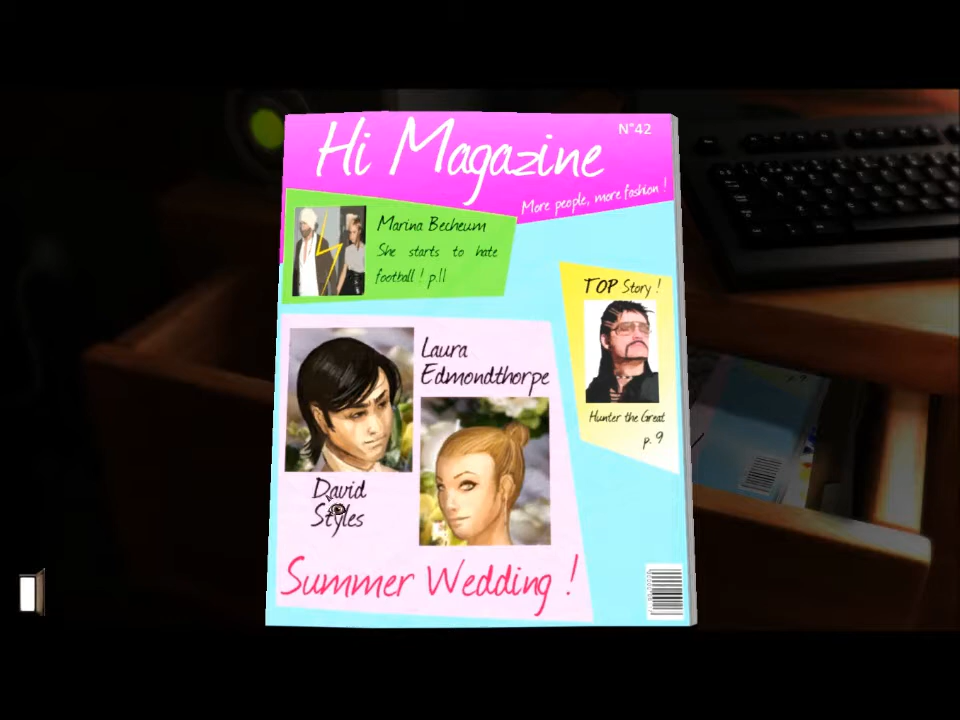 Hi Magazine
N°42
More people, more fashion !
Marina Becheum
She starts to hate
football ! p.11
TOP Story !
Hunter the Great
p. 9
Laura
Edmondthorpe
David
Styles
Summer Wedding !